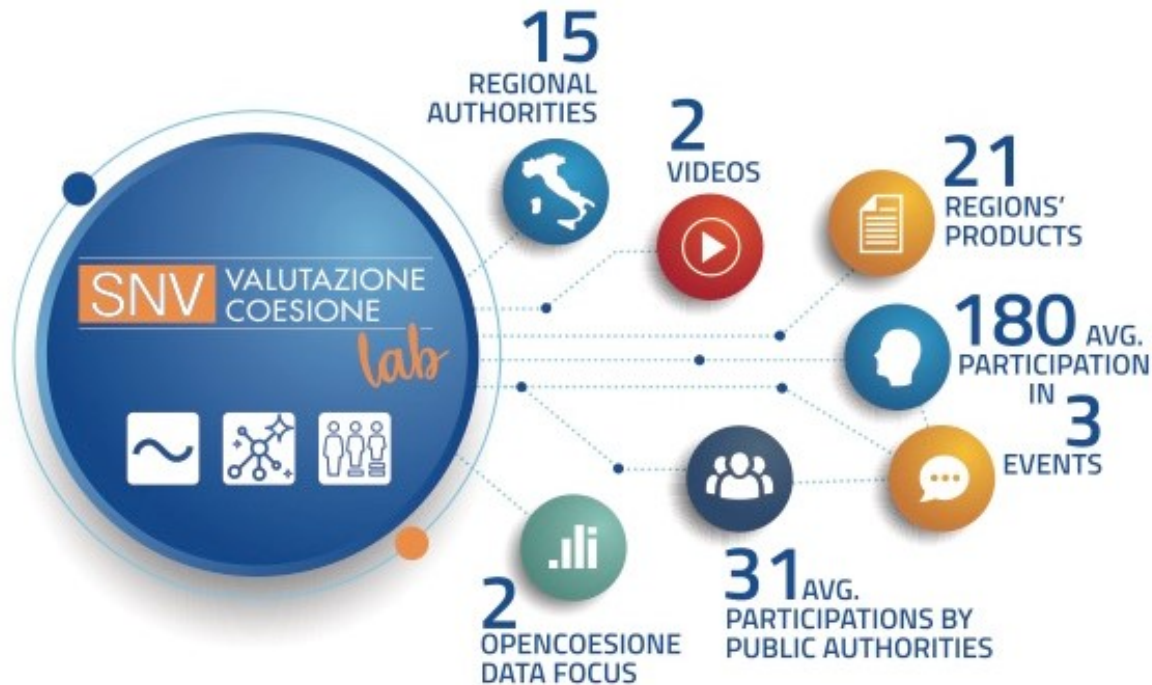 15
REGIONAL
AUTHORITIES
2
VIDEOS
21
REGIONS'
PRODUCTS
SNV VALUTAZIONE
COESIONE
lab
180 AVG.
PARTICIPATION
IN 3
EVENTS
31 AVG.
PARTICIPATIONS BY
PUBLIC AUTHORITIES
2
OPENCOESIONE
DATA FOCUS